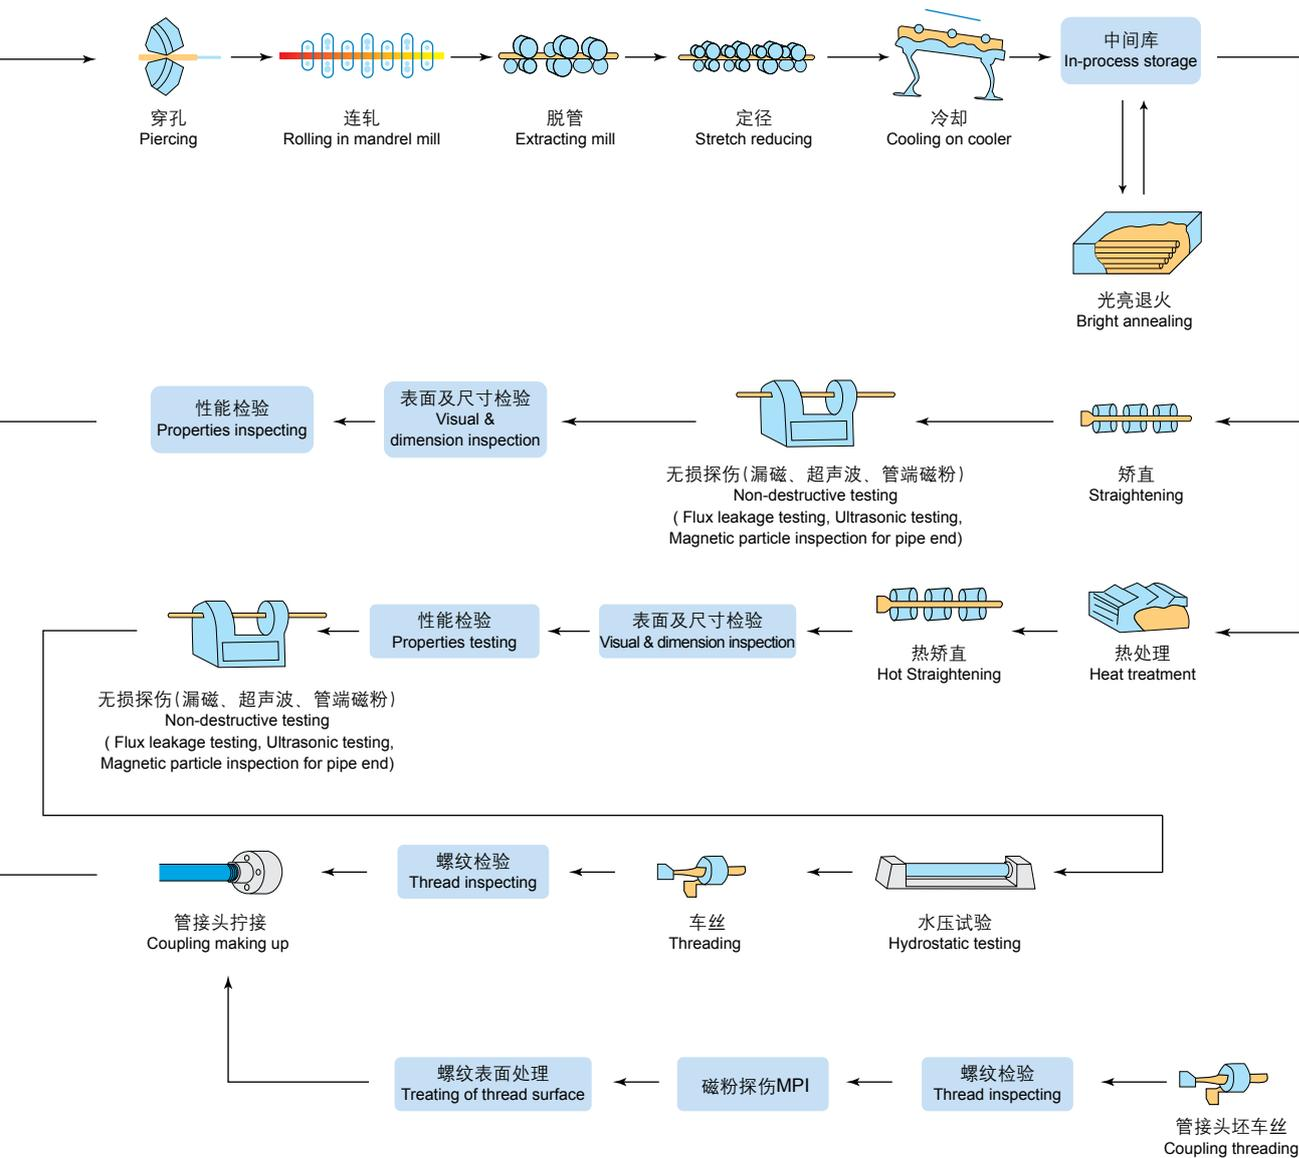 穿孔
Piercing
连轧
Rolling in mandrel mill
脱管
Extracting mill
定径
Stretch reducing
冷却
Cooling on cooler
中间库
In-process storage
光亮退火
Bright annealing
性能检验
Properties inspecting
表面及尺寸检验
Visual &
dimension inspection
无损探伤(漏磁、超声波、管端磁粉)
Non-destructive testing
( Flux leakage testing, Ultrasonic testing,
Magnetic particle inspection for pipe end)
矫直
Straightening
无损探伤(漏磁、超声波、管端磁粉)
Non-destructive testing
( Flux leakage testing, Ultrasonic testing,
Magnetic particle inspection for pipe end)
性能检验
Properties testing
表面及尺寸检验
Visual & dimension inspection
热矫直
Hot Straightening
热处理
Heat treatment
管接头拧接
Coupling making up
螺纹检验
Thread inspecting
车丝
Threading
水压试验
Hydrostatic testing
螺纹表面处理
Treating of thread surface
磁粉探伤MPI
螺纹检验
Thread inspecting
管接头坯车丝
Coupling threading